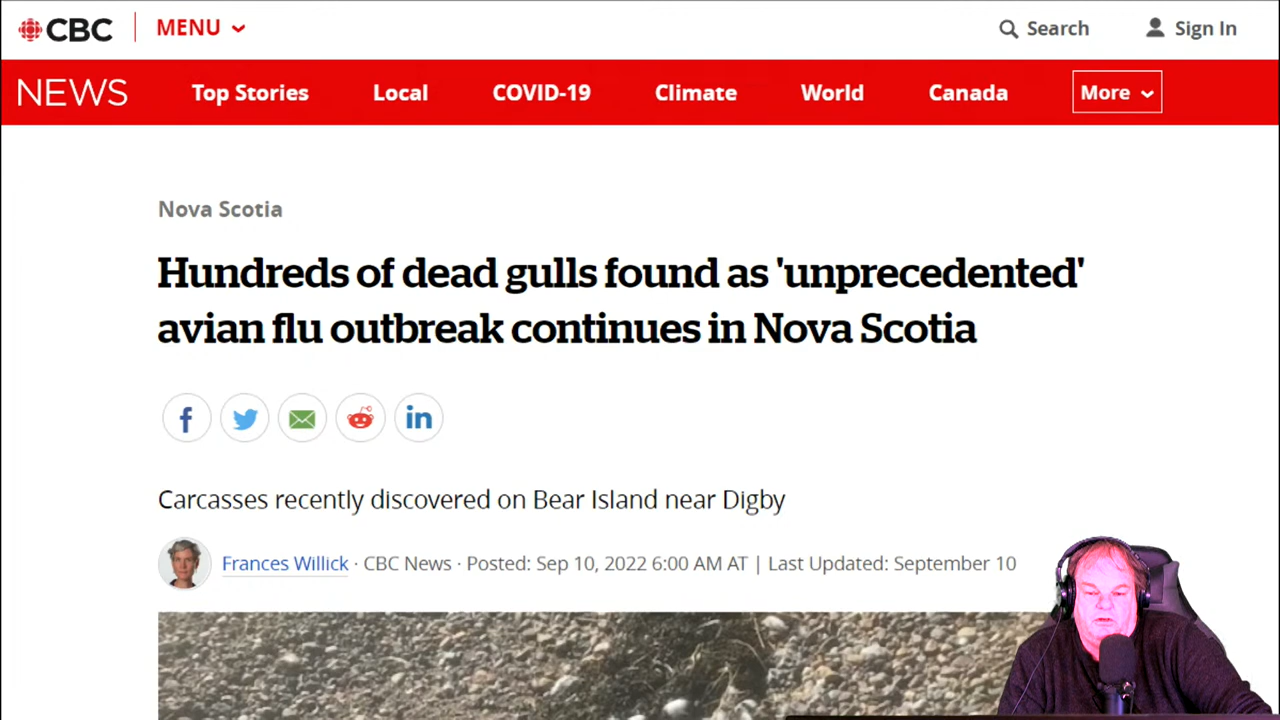 CBC MENU Search Sign In
NEWS Top Stories Local COVID-19 Climate World Canada More
Nova Scotia
Hundreds of dead gulls found as 'unprecedented'
avian flu outbreak continues in Nova Scotia
f in
Carcasses recently discovered on Bear Island near Digby
Frances Willick · CBC News · Posted: Sep 10, 2022 6:00 AM AT | Last Updated: September 10